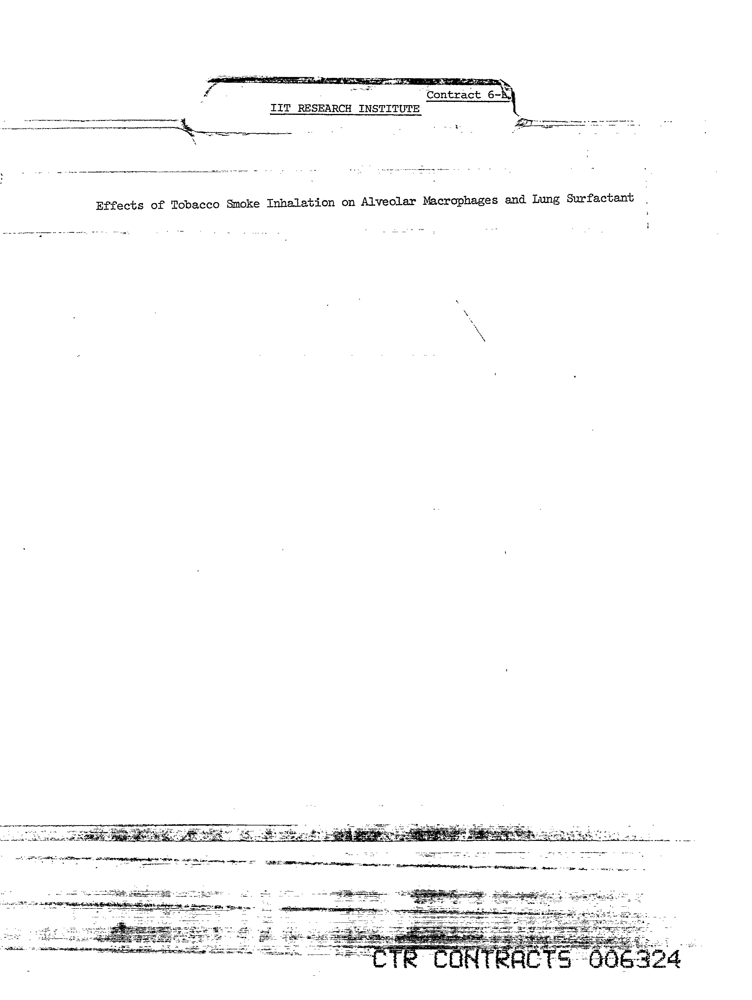 Contract 6-A
IIT RESEARCH INSTITUTE
Effects of Tobacco Smoke Inhalation on Alveolar Macrophages and Lung Surfactant
CTR CONTRACTS 006324